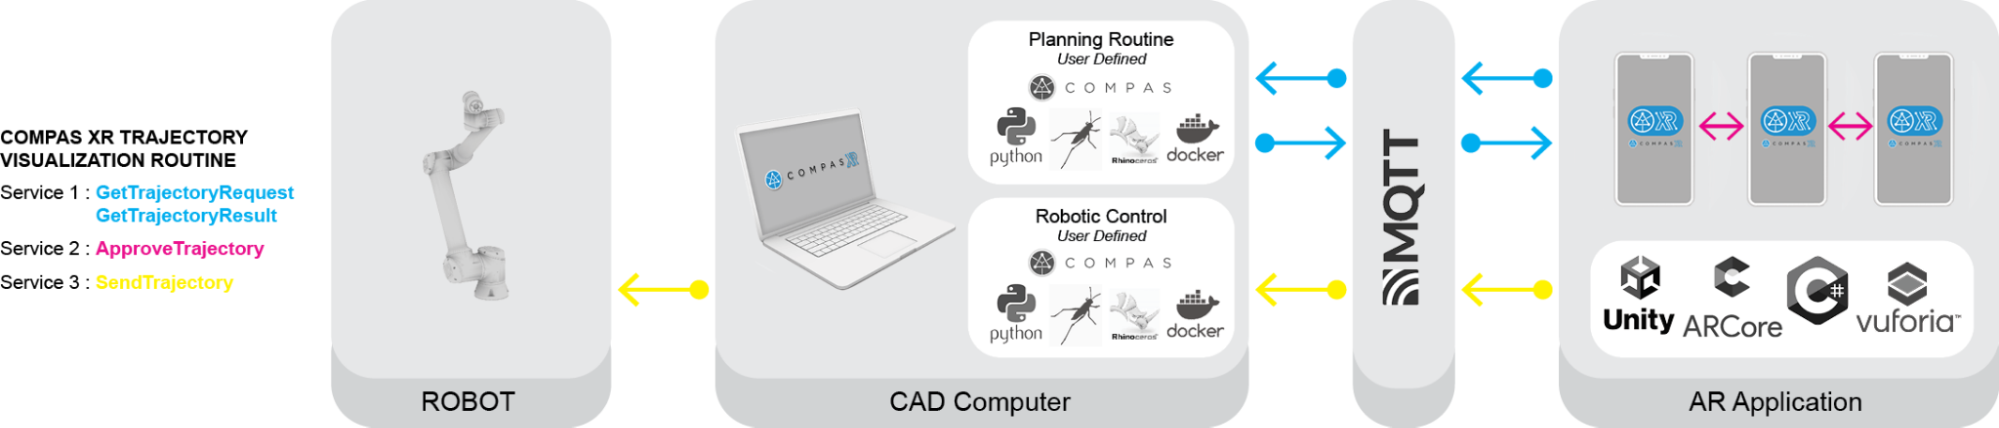 COMPAS XR TRAJECTORY
VISUALIZATION ROUTINE
Service 1 : GetTrajectoryRequest
GetTrajectoryResult
Service 2 : ApproveTrajectory
Service 3 : SendTrajectory
ROBOT
COMPAS XR
Planning Routine
User Defined
COMPAS
python
Rhinoceros
docker
Robotic Control
User Defined
COMPAS
python
Rhinoceros
docker
CAD Computer
MQTT
XR
COMPAS XR
XR
COMPAS XR
XR
COMPAS XR
Unity
ARCore
C#
vuforia™
AR Application